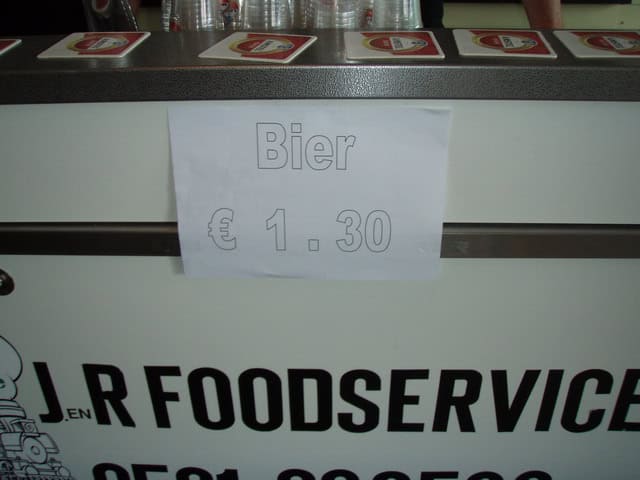 Bier
€ 1.30
J.EN R FOODSERVICE